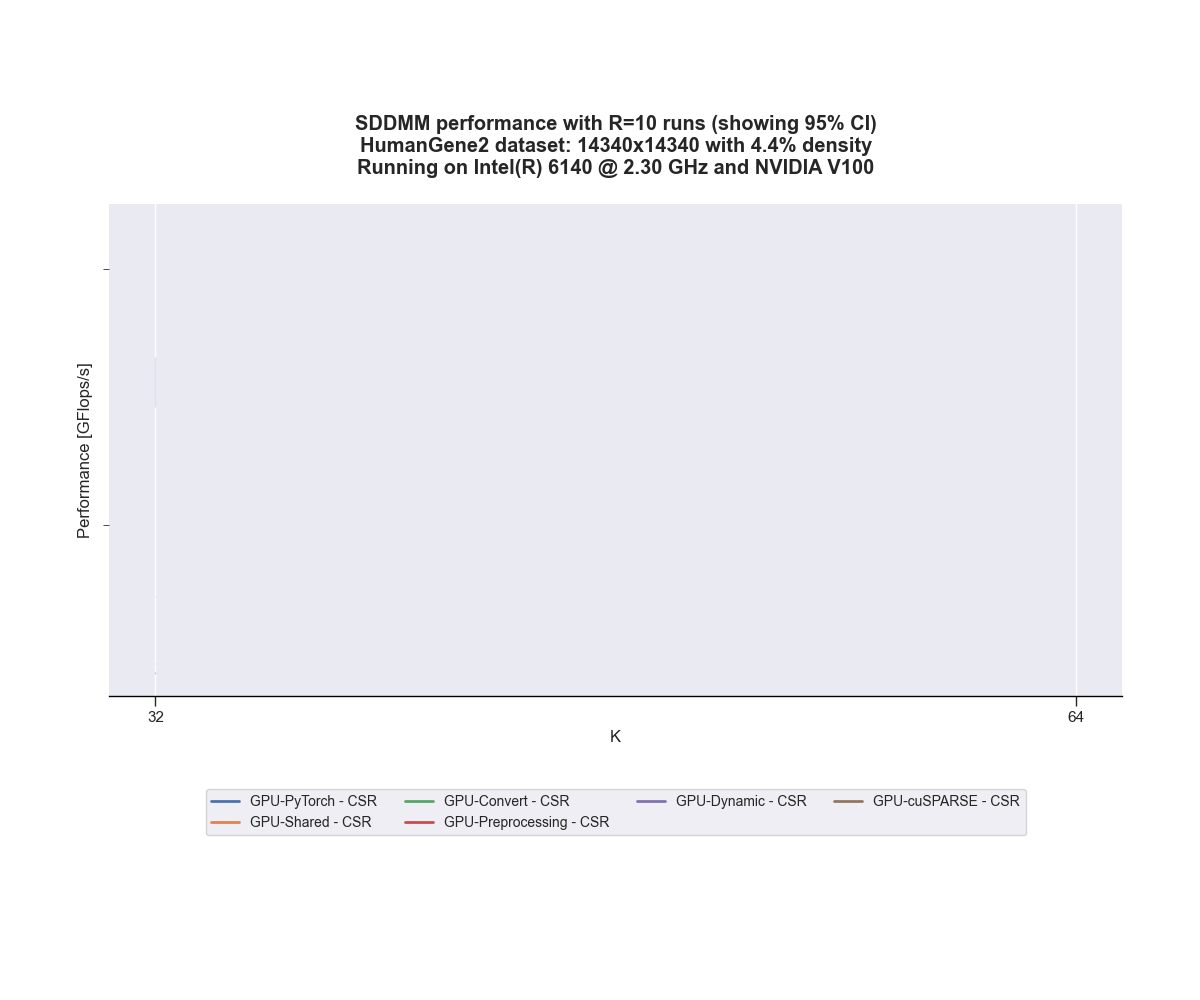 SDDMM performance with R=10 runs (showing 95% CI)
HumanGene2 dataset: 14340x14340 with 4.4% density
Running on Intel(R) 6140 @ 2.30 GHz and NVIDIA V100
Performance [GFlops/s]
32
64
K
GPU-PyTorch - CSR
GPU-Shared - CSR
GPU-Convert - CSR
GPU-Preprocessing - CSR
GPU-Dynamic - CSR
GPU-cuSPARSE - CSR